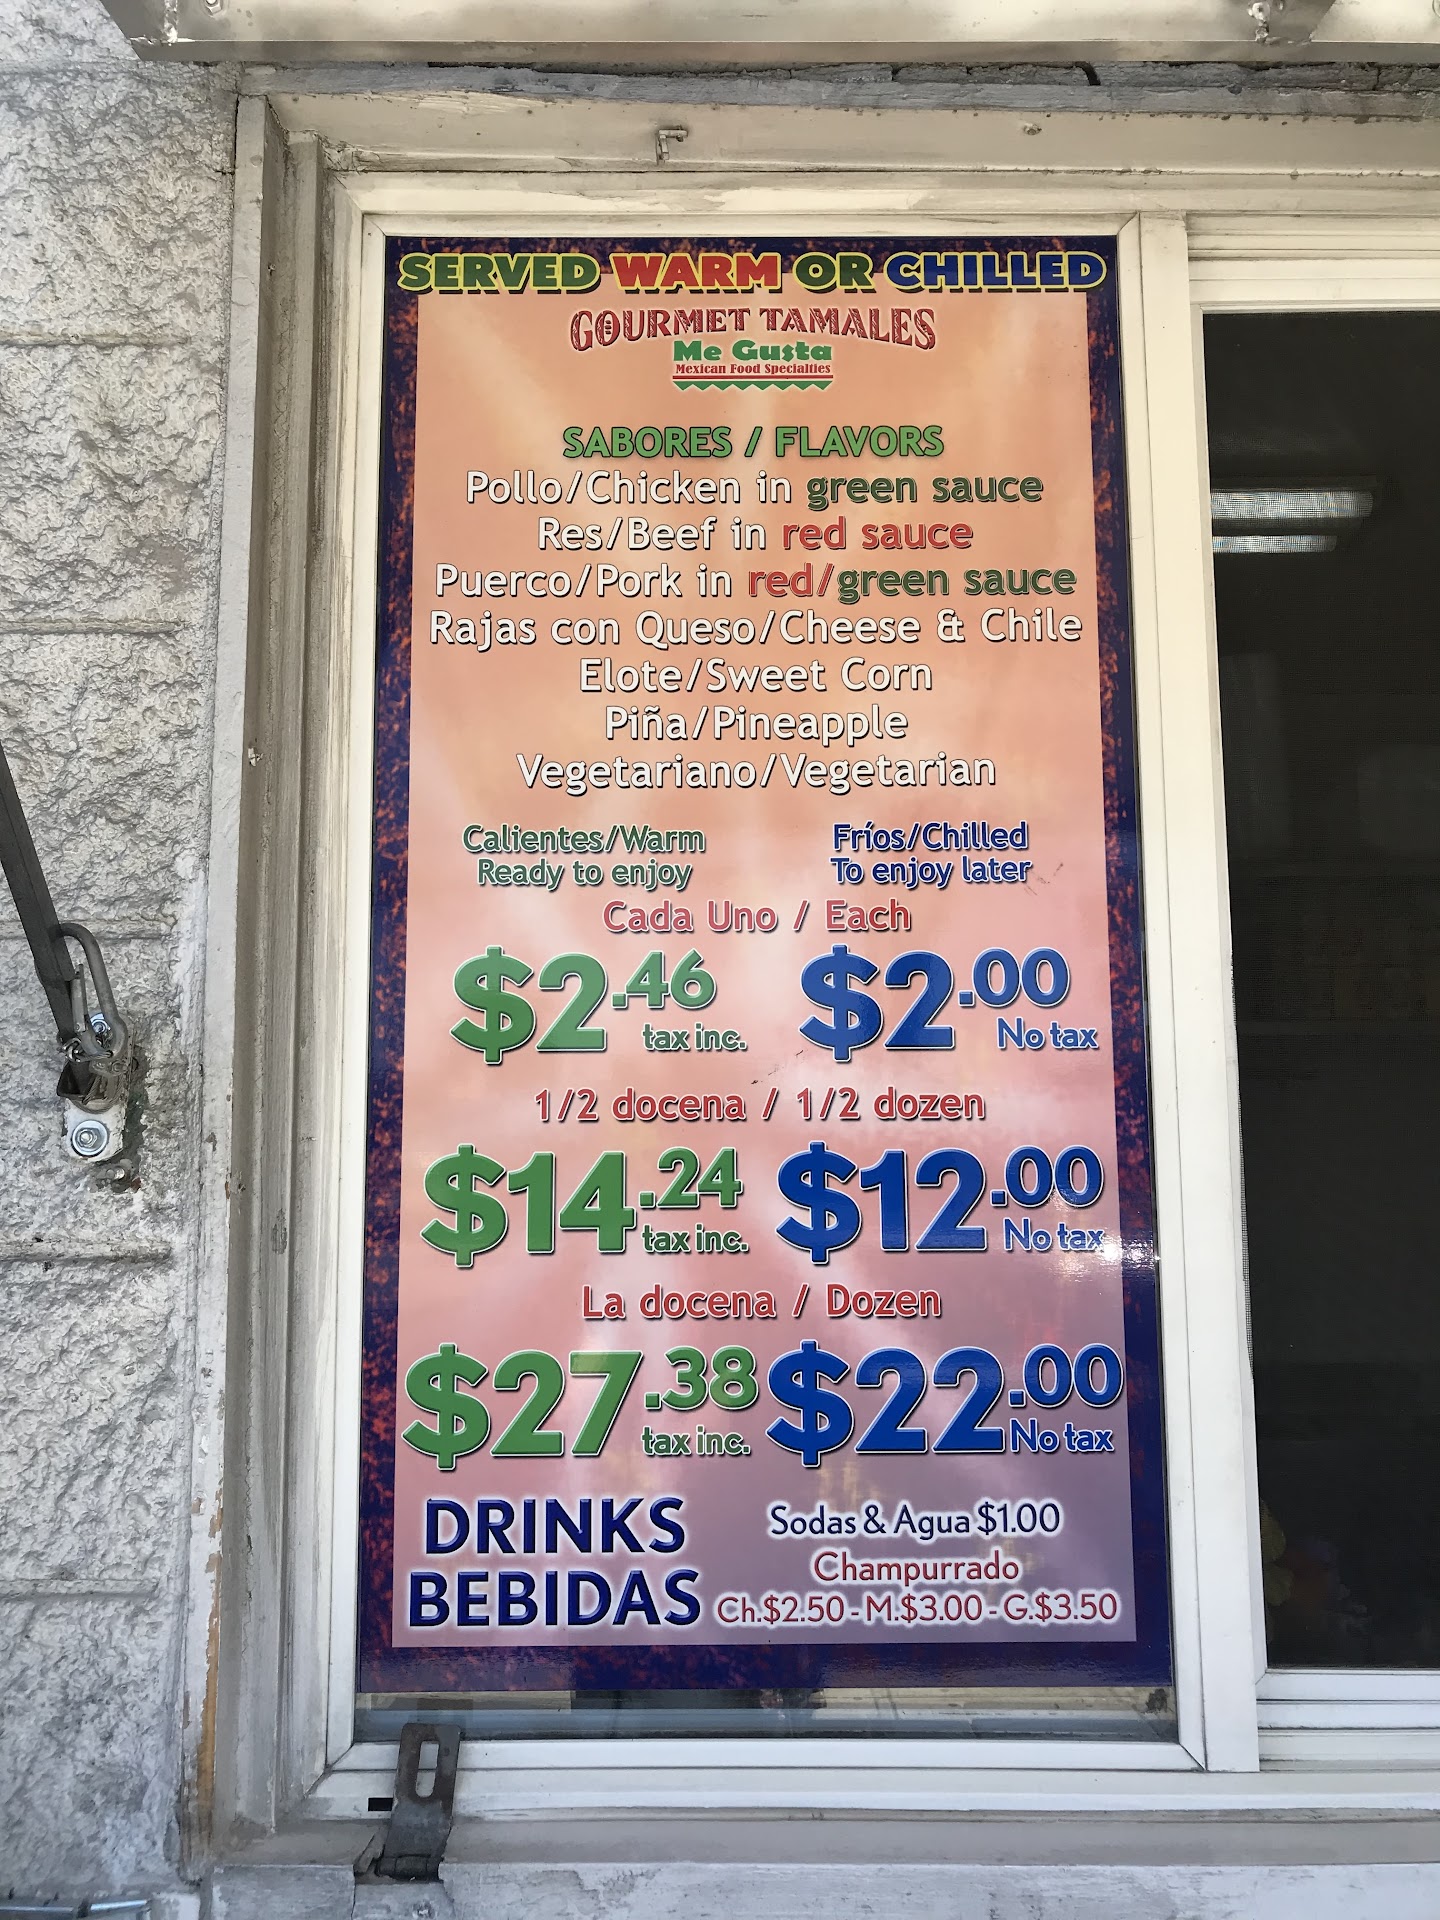 SERVED WARM OR CHILLED
GOURMET TAMALES
Me Gusta
Mexican Food Specialties
SABORES / FLAVORS
Pollo/Chicken in green sauce
Res/Beef in red sauce
Puerco/Pork in red/green sauce
Rajas con Queso/Cheese & Chile
Elote/Sweet Corn
Piña/Pineapple
Vegetariano/Vegetarian
Calientes/Warm
Ready to enjoy
Fríos/Chilled
To enjoy later
Cada Uno / Each
$2.46 tax inc.
$2.00 No tax
1/2 docena / 1/2 dozen
$14.24 tax inc.
$12.00 No tax
La docena / Dozen
$27.38 tax inc.
$22.00 No tax
DRINKS
BEBIDAS
Sodas & Agua $1.00
Champurrado
Ch.$2.50 - M.$3.00 - G.$3.50